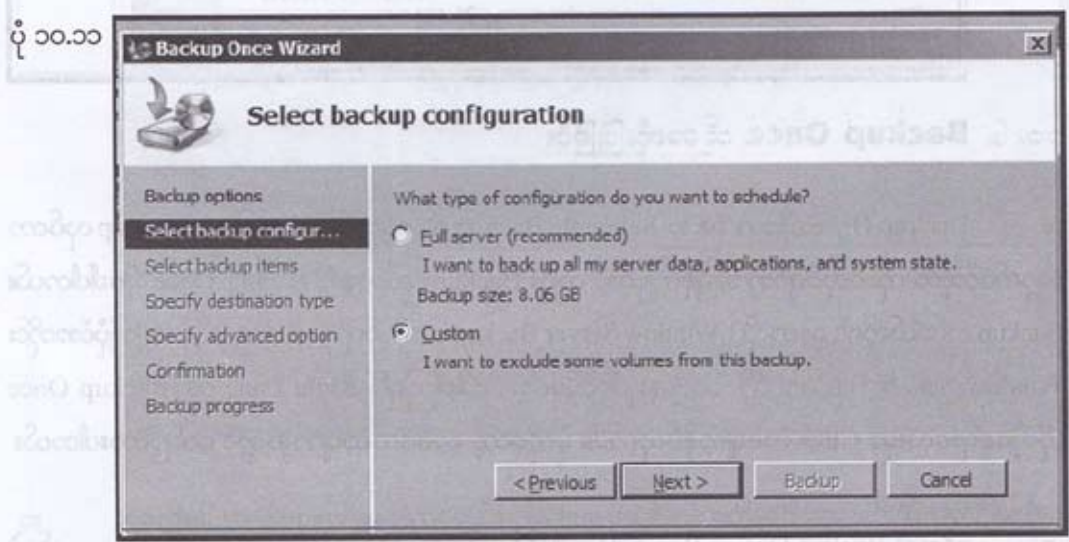 ပုံ ၁၀.၁၁
Backup Once Wizard
Select backup configuration
Backup options
Select backup configur...
Select backup items
Specify destination type
Specify advanced option
Confirmation
Backup progress
What type of configuration do you want to schedule?
Full server (recommended)
I want to back up all my server data, applications, and system state.
Backup size: 8.06 GB
Custom
I want to exclude some volumes from this backup.
< Previous
Next >
Backup
Cancel